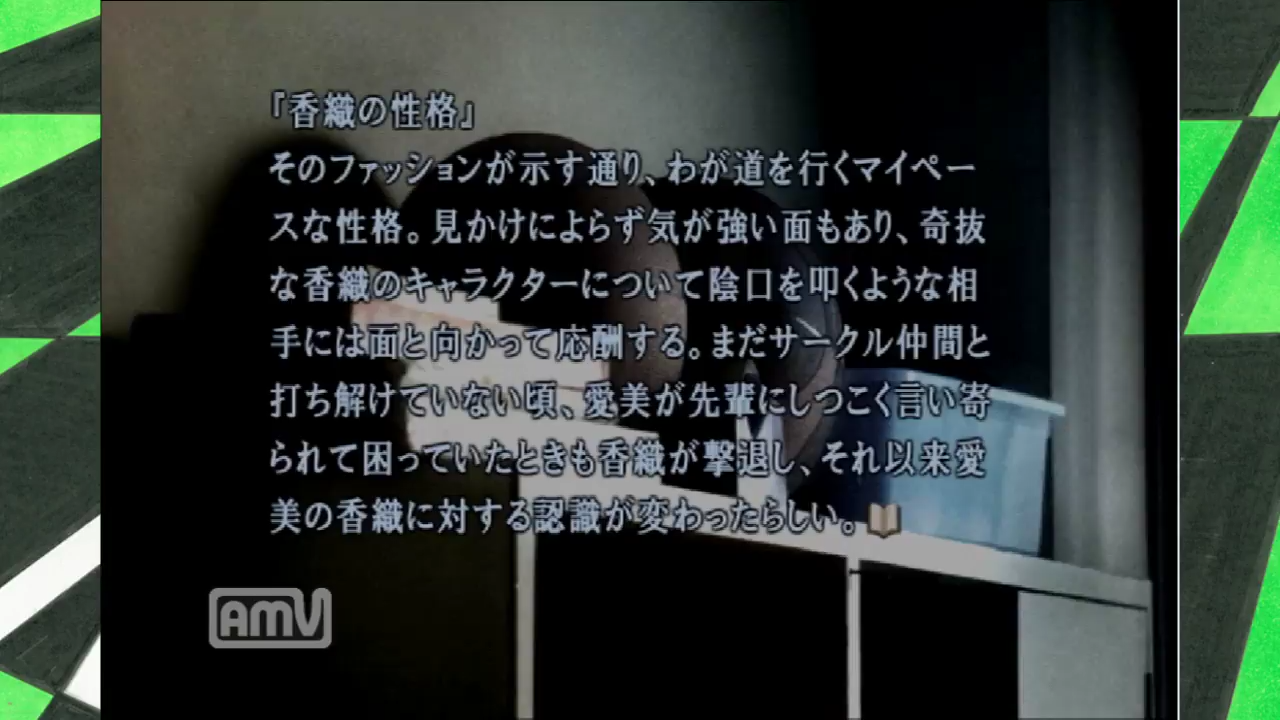 『香織の性格』
そのファッションが示す通り、わが道を行くマイペー
スな性格。見かけによらず気が強い面もあり、奇抜
な香織のキャラクターについて陰口を叩くような相
手には面と向かって応酬する。まだサークル仲間と
打ち解けていない頃、愛美が先輩にしつこく言い寄
られて困っていたときも香織が撃退し、それ以来愛
美の香織に対する認識が変わったらしい。
AMV